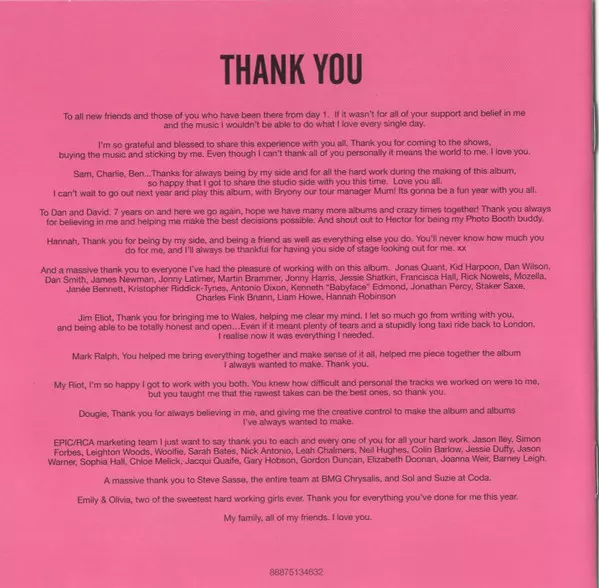 THANK YOU
To all new friends and those of you who have been there from day 1. If it wasn't for all of your support and belief in me
and the music I wouldn't be able to do what I love every single day.
I'm so grateful and blessed to share this experience with you all. Thank you for coming to the shows,
buying the music and sticking by me. Even though I can't thank all of you personally it means the world to me. I love you.
Sam, Charlie, Ben...Thanks for always being by my side and for all the hard work during the making of this album,
so happy that I got to share the studio side with you this time. Love you all.
I can't wait to go out next year and play this album, with Bryony our tour manager Mum! Its gonna be a fun year with you all.
To Dan and David. 7 years on and here we go again, hope we have many more albums and crazy times together! Thank you always
for believing in me and helping me make the best decisions possible. And shout out to Hector for being my Photo Booth buddy.
Hannah, Thank you for being by my side, and being a friend as well as everything else you do. You'll never know how much you
do for me, and I'll always be thankful for having you side of stage looking out for me. xx
And a massive thank you to everyone I've had the pleasure of working with on this album. Jonas Quant, Kid Harpoon, Dan Wilson,
Dan Smith, James Newman, Jonny Latimer, Martin Brammer, Jonny Harris, Jessie Shatkin, Francisca Hall, Rick Nowels, Mozella,
Janée Bennett, Kristopher Riddick-Tynes, Antonio Dixon, Kenneth "Babyface" Edmond, Jonathan Percy, Staker Saxe,
Charles Fink Bnann, Liam Howe, Hannah Robinson
Jim Eliot, Thank you for bringing me to Wales, helping me clear my mind. I let so much go from writing with you,
and being able to be totally honest and open...Even if it meant plenty of tears and a stupidly long taxi ride back to London.
I realise now it was everything I needed.
Mark Ralph, You helped me bring everything together and make sense of it all, helped me piece together the album
I always wanted to make. Thank you.
My Riot, I'm so happy I got to work with you both. You knew how difficult and personal the tracks we worked on were to me,
but you taught me that the rawest takes can be the best ones, so thank you.
Dougie, Thank you for always believing in me, and giving me the creative control to make the album and albums
I've always wanted to make.
EPIC/RCA marketing team I just want to say thank you to each and every one of you for all your hard work. Jason Iley, Simon
Forbes, Leighton Woods, Woolfie, Sarah Bates, Nick Antonio, Leah Chalmers, Neil Hughes, Colin Barlow, Jessie Duffy, Jason
Warner, Sophia Hall, Chloe Melick, Jacqui Quaife, Gary Hobson, Gordon Duncan, Elizabeth Doonan, Joanna Weir, Barney Leigh.
A massive thank you to Steve Sasse, the entire team at BMG Chrysalis, and Sol and Suzie at Coda.
Emily & Olivia, two of the sweetest hard working girls ever. Thank you for everything you've done for me this year.
My family, all of my friends. I love you.
88875134632